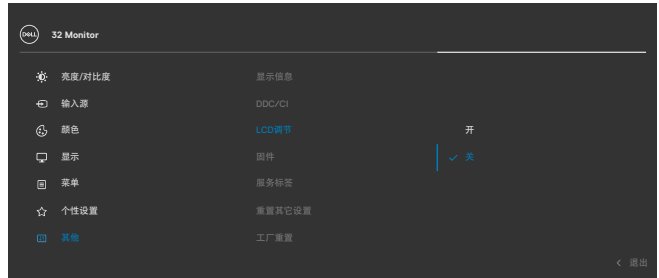 DELL 32 Monitor
亮度/对比度 显示信息
输入源 DDC/CI
颜色 LCD调节 开
显示 固件 关
菜单 服务标签
个性设置 重置其它设置
其他 工厂重置
退出